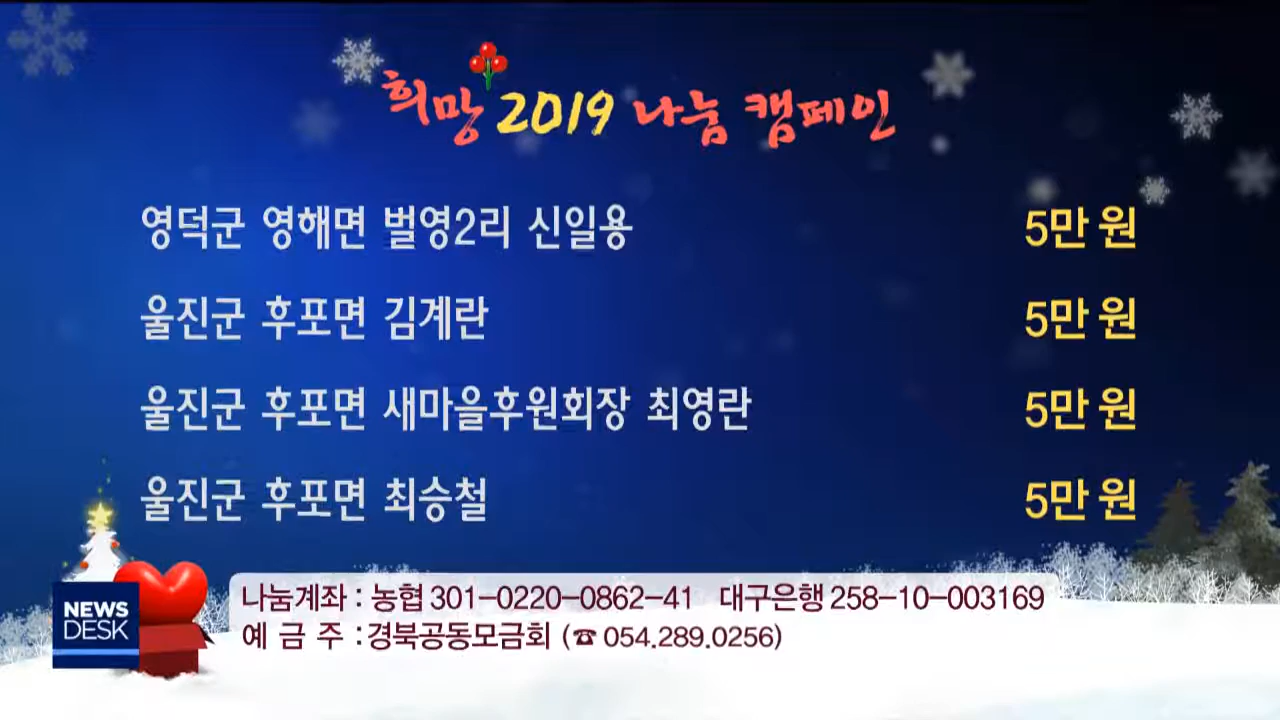 희망 2019 나눔 캠페인
영덕군 영해면 벌영2리 신일용 5만 원
울진군 후포면 김계란 5만 원
울진군 후포면 새마을후원회장 최영란 5만 원
울진군 후포면 최승철 5만 원
나눔계좌 : 농협 301-0220-0862-41 대구은행 258-10-003169
예 금 주 : 경북공동모금회 (☎ 054.289.0256)
NEWS
DESK